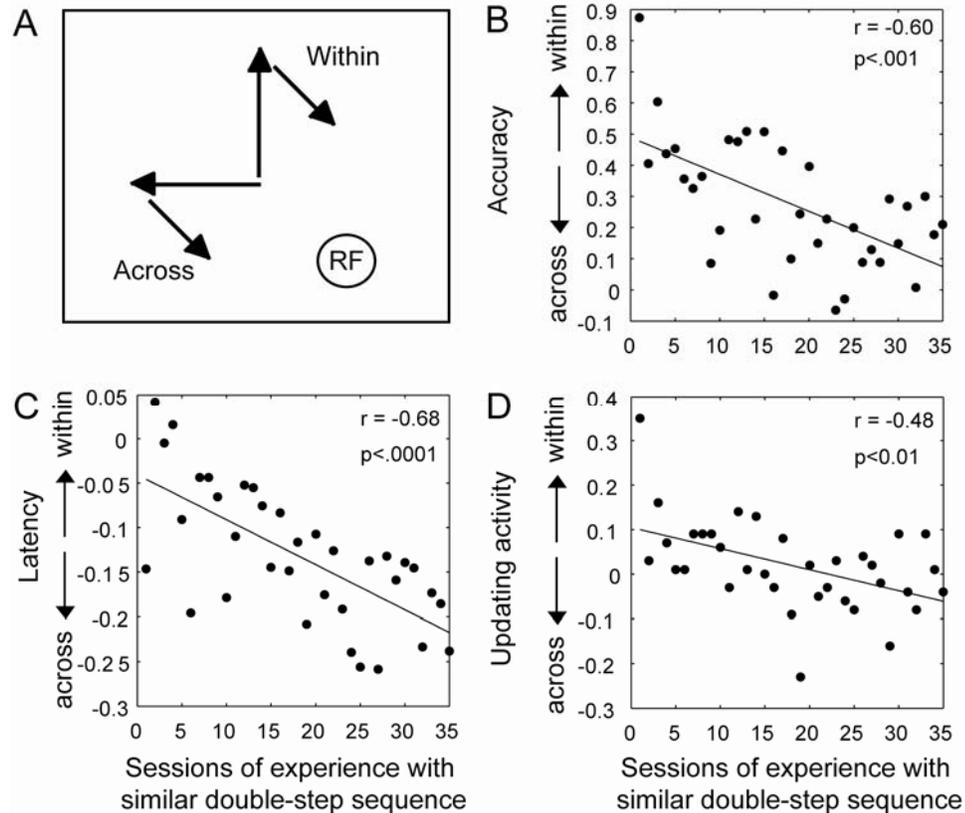 A
Within
Across
RF
B
within
Accuracy
across
0.9
0.8
0.7
0.6
0.5
0.4
0.3
0.2
0.1
0
-0.1
r = -0.60
p<.001
0 5 10 15 20 25 30 35
C
within
Latency
across
0.05
0
-0.05
-0.1
-0.15
-0.2
-0.25
-0.3
r = -0.68
p<.0001
0 5 10 15 20 25 30 35
Sessions of experience with
similar double-step sequence
D
within
Updating activity
across
0.4
0.3
0.2
0.1
0
-0.1
-0.2
-0.3
r = -0.48
p<0.01
0 5 10 15 20 25 30 35
Sessions of experience with
similar double-step sequence